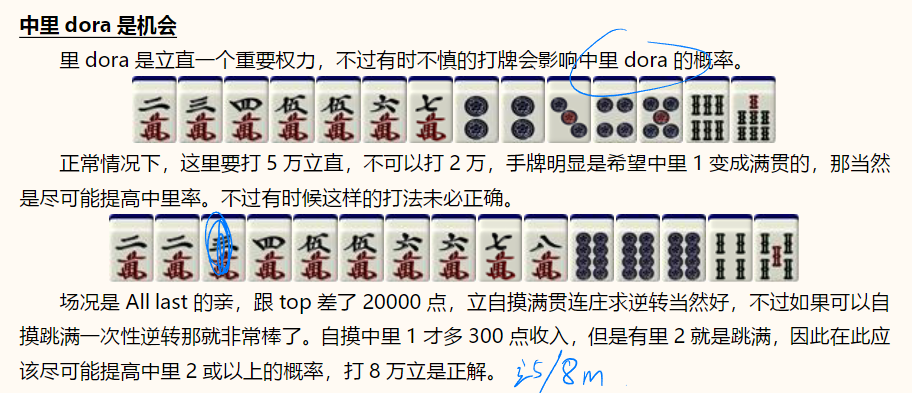 中里 dora 是机会
里 dora 是立直一个重要权力，不过有时不慎的打牌会影响中里 dora 的概率。
二 三 四 伍 伍 六 七
萬 萬 萬 萬 萬 萬 萬
正常情况下，这里要打 5 万立直，不可以打 2 万，手牌明显是希望中里 1 变成满贯的，那当然
是尽可能提高中里率。不过有时候这样的打法未必正确。
二 二 三 四 伍 伍 六 六 七 八
萬 萬 萬 萬 萬 萬 萬 萬 萬 萬
场况是 All last 的亲，跟 top 差了 20000 点，立自摸满贯连庄求逆转当然好，不过如果可以自
摸跳满一次性逆转那就非常棒了。自摸中里 1 才多 300 点收入，但是有里 2 就是跳满，因此在此应
该尽可能提高中里 2 或以上的概率，打 8 万立是正解。 5/8m